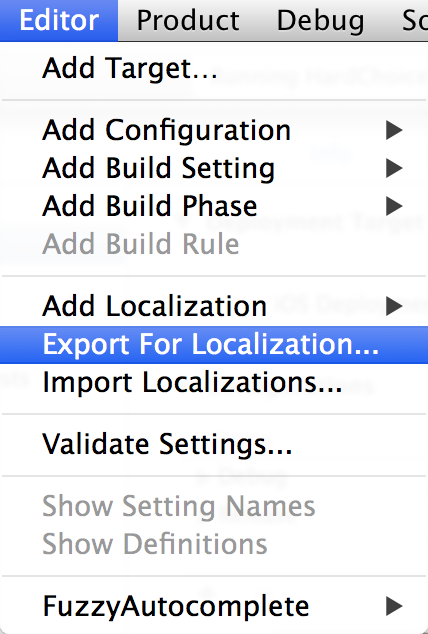 Editor Product Debug
Add Target...
Add Configuration
Add Build Setting
Add Build Phase
Add Build Rule
Add Localization
Export For Localization...
Import Localizations...
Validate Settings...
Show Setting Names
Show Definitions
FuzzyAutocomplete